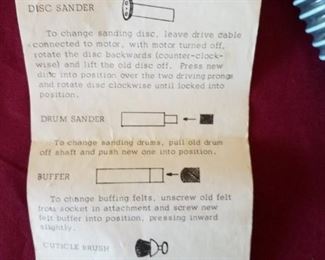 DISC SANDER
To change sanding disc, leave drive cable
connected to motor, with motor turned off,
rotate the disc backwards (counter-clock-
wise) and lift the old disc off. Press new
disc into position over the two driving prongs
and rotate disc clockwise until locked into
position.
DRUM SANDER
To change sanding drums, pull old drum
off shaft and push new one into position.
BUFFER
To change buffing felts, unscrew old felt
from socket in attachment and screw new
felt buffer into position, pressing inward
slightly.
CUTICLE BRUSH